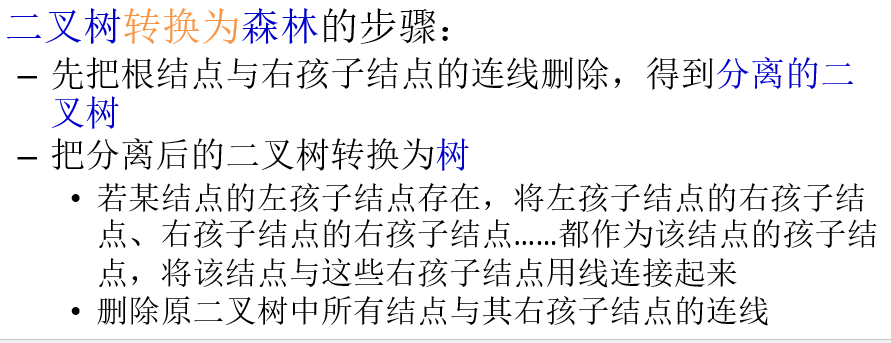 二叉树转换为森林的步骤：
– 先把根结点与右孩子结点的连线删除，得到分离的二
叉树
– 把分离后的二叉树转换为树
• 若某结点的左孩子结点存在，将左孩子结点的右孩子结
点、右孩子结点的右孩子结点……都作为该结点的孩子结
点，将该结点与这些右孩子结点用线连接起来
• 删除原二叉树中所有结点与其右孩子结点的连线